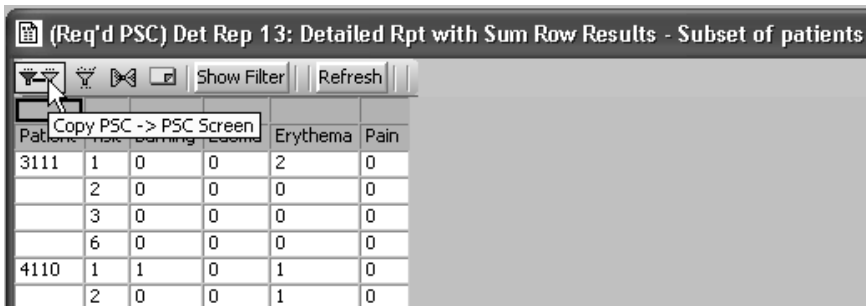 (Req'd PSC) Det Rep 13: Detailed Rpt with Sum Row Results - Subset of patients
Show Filter Refresh
Copy PSC -> PSC Screen
Erythema Pain
3111 1 0 0 2 0
2 0 0 0 0
3 0 0 0 0
6 0 0 0 0
4110 1 1 0 1 0
2 0 0 1 0